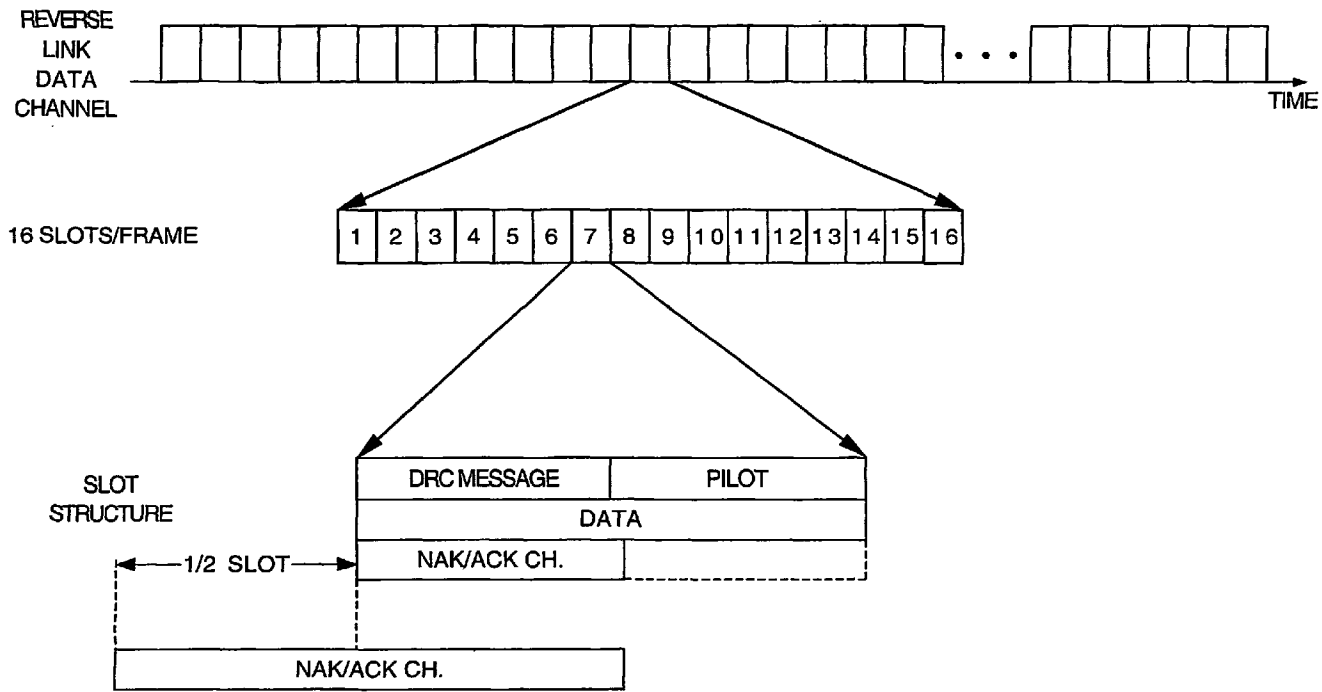 REVERSE
LINK
DATA
CHANNEL
. . .
TIME
16 SLOTS/FRAME
1 2 3 4 5 6 7 8 9 10 11 12 13 14 15 16
SLOT
STRUCTURE
DRC MESSAGE PILOT
DATA
NAK/ACK CH.
1/2 SLOT
NAK/ACK CH.